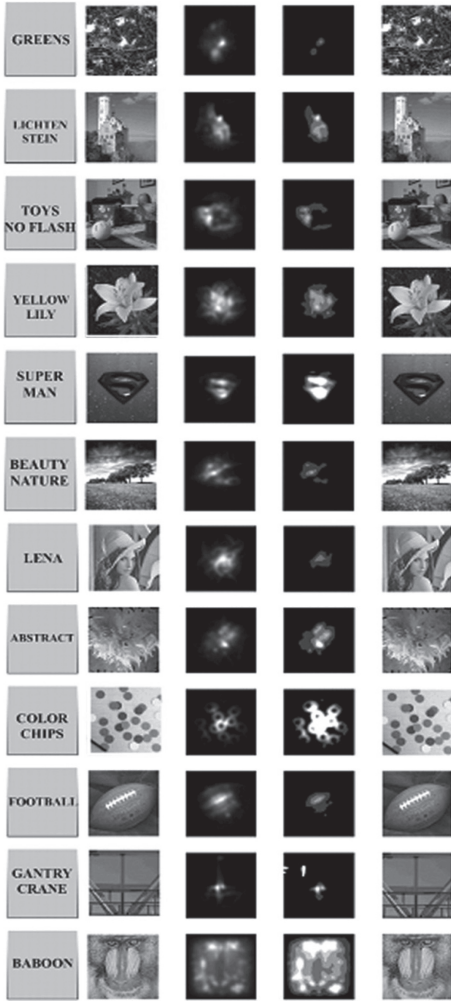 GREENS
LICHTEN
STEIN
TOYS
NO FLASH
YELLOW
LILY
SUPER
MAN
BEAUTY
NATURE
LENA
ABSTRACT
COLOR
CHIPS
FOOTBALL
GANTRY
CRANE
BABOON